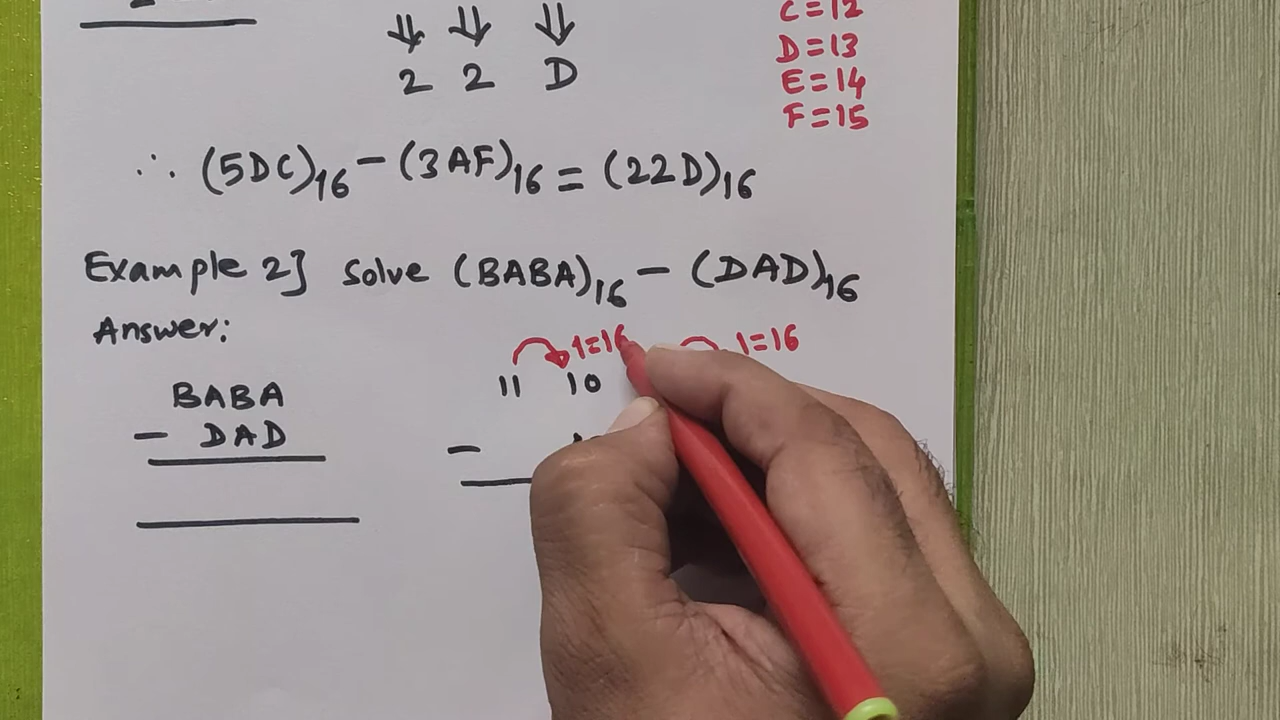 C=12
⇓ ⇓ ⇓
D=13
2 2 D
E=14
F=15
∴ (5DC)16 - (3AF)16 = (22D)16
Example 2] Solve (BABA)16 - (DAD)16
Answer:
1=16 1=16
BABA 11 10
- DAD -